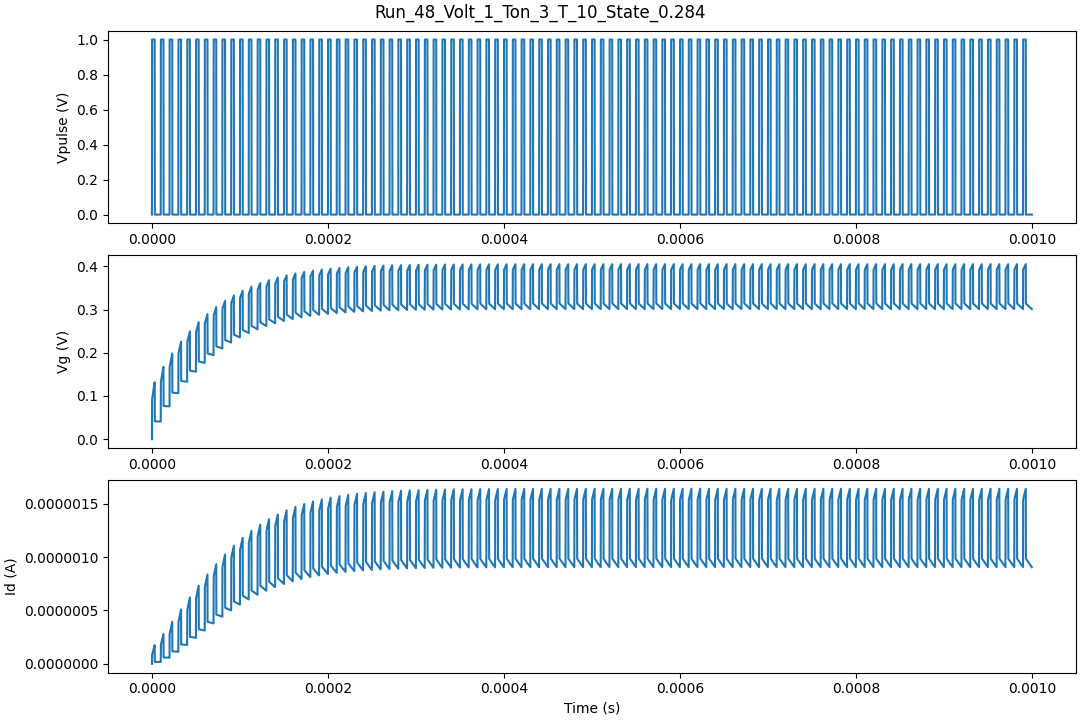 Run_48_Volt_1_Ton_3_T_10_State_0.284
Vpulse (V)
1.0
0.8
0.6
0.4
0.2
0.0
0.0000 0.0002 0.0004 0.0006 0.0008 0.0010
Vg (V)
0.4
0.3
0.2
0.1
0.0
0.0000 0.0002 0.0004 0.0006 0.0008 0.0010
Id (A)
0.0000015
0.0000010
0.0000005
0.0000000
0.0000 0.0002 0.0004 0.0006 0.0008 0.0010
Time (s)